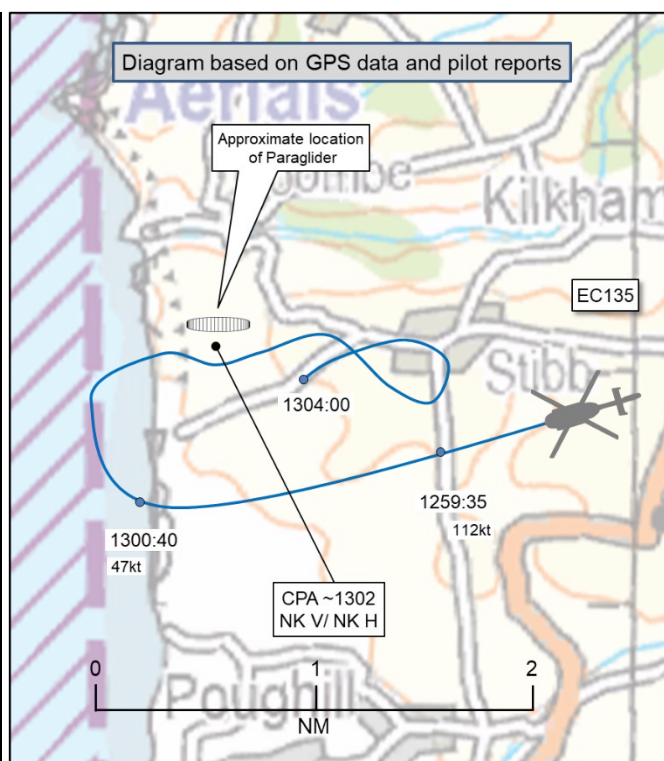 Diagram based on GPS data and pilot reports
Aerials
Approximate location
of Paraglider
Kilkham
EC135
Stibb
1304:00
1259:35
112kt
1300:40
47kt
CPA ~1302
NK V/ NK H
0 1 2
NM
Poughill